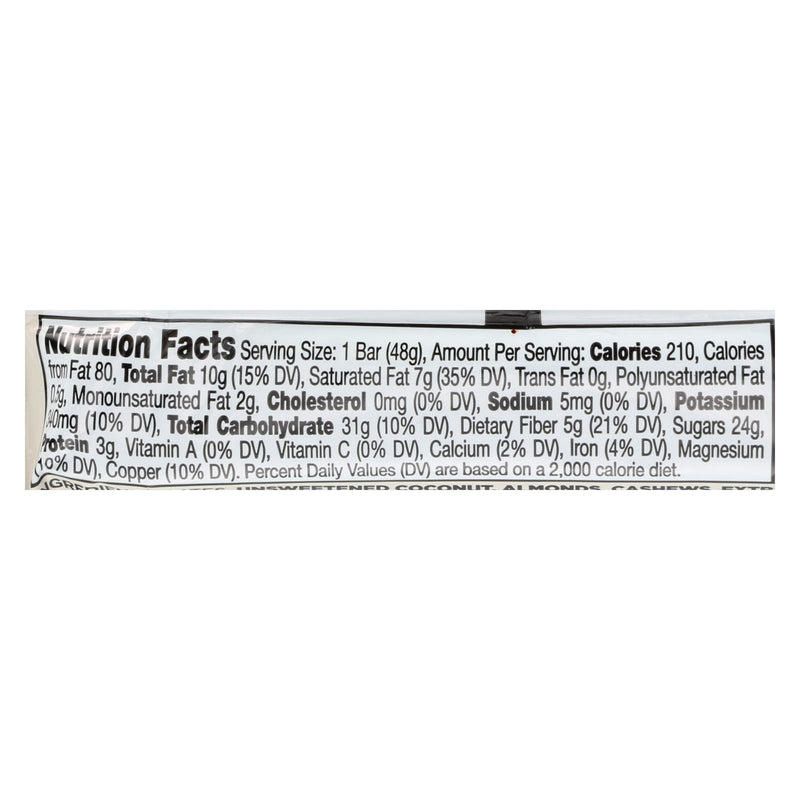 Nutrition Facts Serving Size: 1 Bar (48g), Amount Per Serving: Calories 210, Calories
from Fat 80, Total Fat 10g (15% DV), Saturated Fat 7g (35% DV), Trans Fat 0g, Polyunsaturated Fat
0.5g, Monounsaturated Fat 2g, Cholesterol 0mg (0% DV), Sodium 5mg (0% DV), Potassium
(10% DV), Total Carbohydrate 31g (10% DV), Dietary Fiber 5g (21% DV), Sugars 24g,
Protein 3g, Vitamin A (0% DV), Vitamin C (0% DV), Calcium (2% DV), Iron (4% DV), Magnesium
(10% DV), Copper (10% DV). Percent Daily Values (DV) are based on a 2,000 calorie diet.
UNSWEETENED COCONUT, ALMONDS, CASHEWS, EXTR